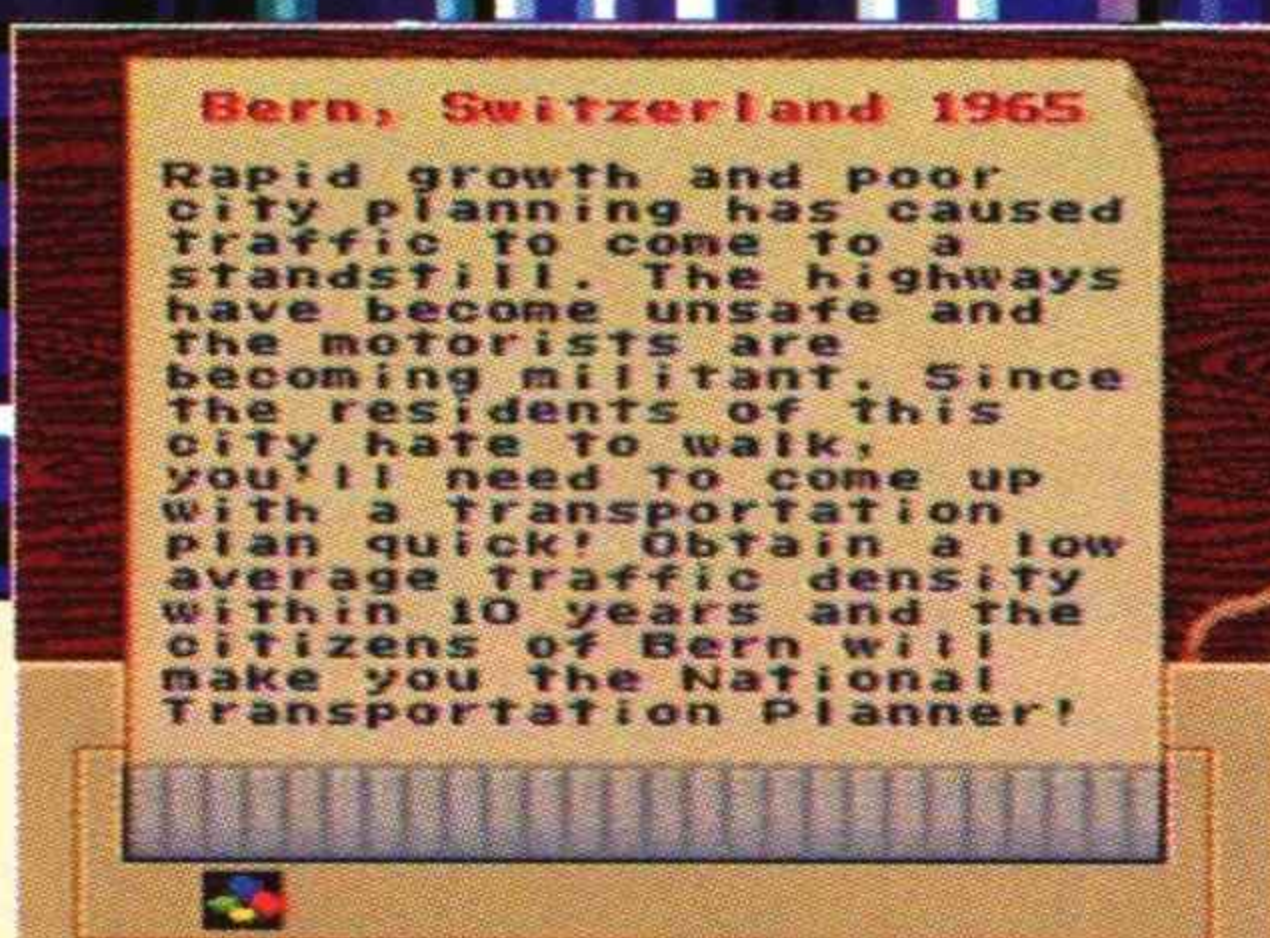 Bern, Switzerland 1965
Rapid growth and poor
city planning has caused
traffic to come to a
standstill. The highways
have become unsafe and
the motorists are
becoming militant. Since
the residents of this
city hate to walk,
you'll need to come up
with a transportation
plan quick! Obtain a low
average traffic density
within 10 years and the
citizens of Bern will
make you the National
Transportation Planner!